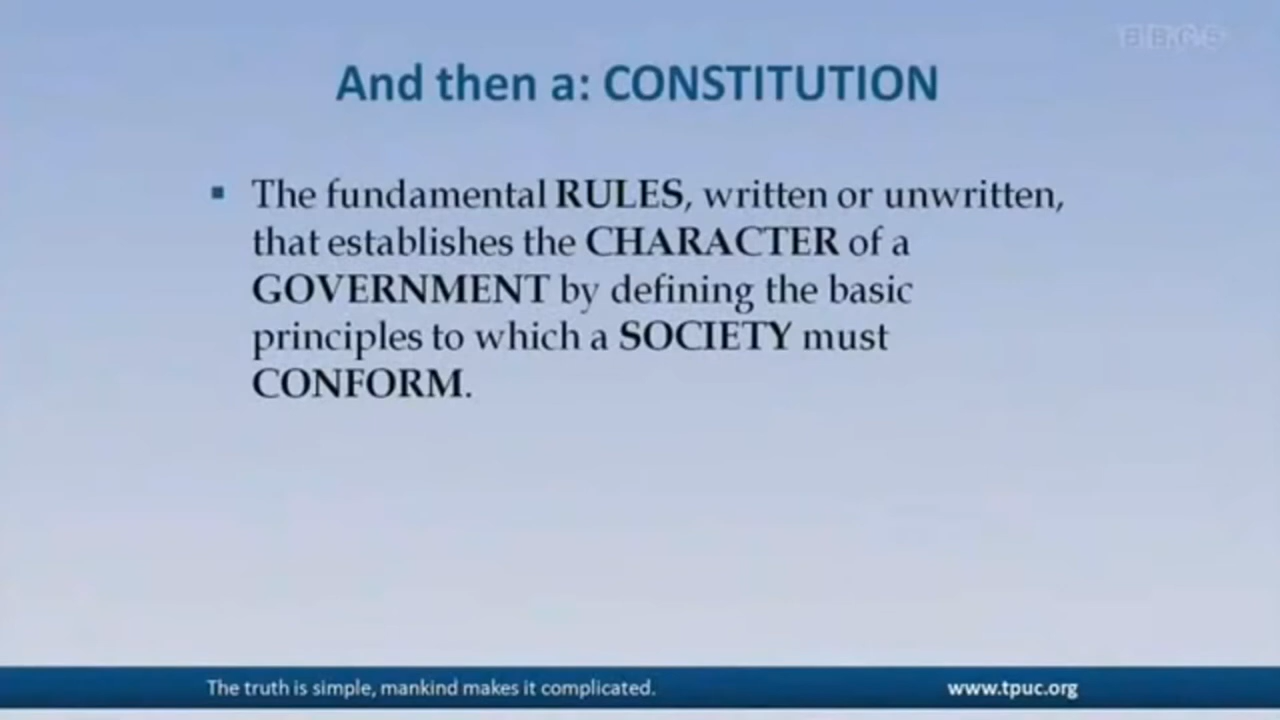 And then a: CONSTITUTION
The fundamental RULES, written or unwritten,
that establishes the CHARACTER of a
GOVERNMENT by defining the basic
principles to which a SOCIETY must
CONFORM.
The truth is simple, mankind makes it complicated.
www.tpuc.org